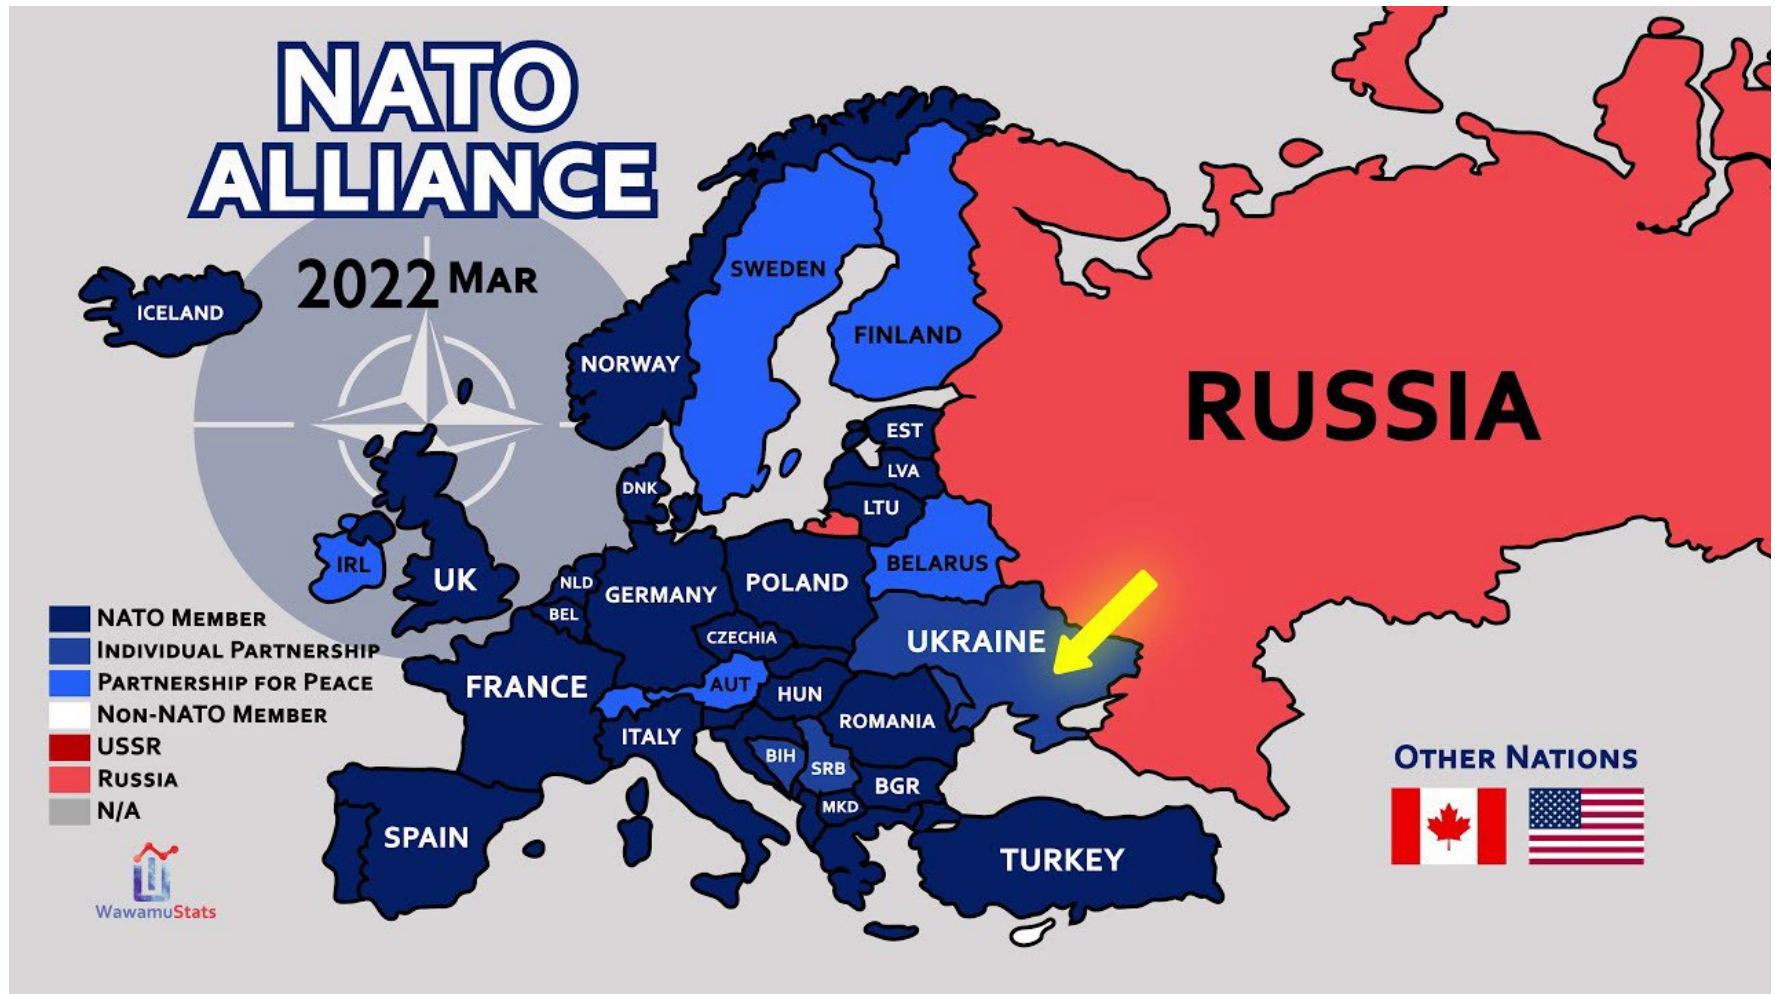 NATO
ALLIANCE
2022 MAR
ICELAND
SWEDEN
FINLAND
NORWAY
RUSSIA
EST
LVA
DNK
LTU
IRL
UK
BELARUS
NLD
GERMANY
POLAND
BEL
CZECHIA
UKRAINE
FRANCE
AUT
HUN
ROMANIA
ITALY
BIH
SRB
BGR
MKD
SPAIN
TURKEY
NATO MEMBER
INDIVIDUAL PARTNERSHIP
PARTNERSHIP FOR PEACE
NON-NATO MEMBER
USSR
RUSSIA
N/A
WawamuStats
OTHER NATIONS